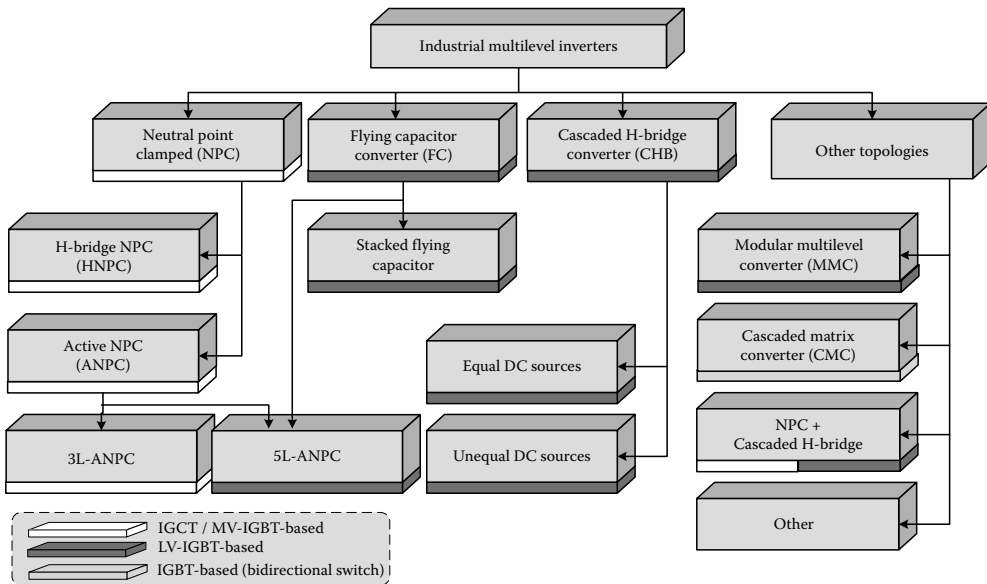 Industrial multilevel inverters
Neutral point
clamped (NPC)
Flying capacitor
converter (FC)
Cascaded H-bridge
converter (CHB)
Other topologies
H-bridge NPC
(HNPC)
Stacked flying
capacitor
Modular multilevel
converter (MMC)
Active NPC
(ANPC)
Equal DC sources
Cascaded matrix
converter (CMC)
3L-ANPC
5L-ANPC
Unequal DC sources
NPC +
Cascaded H-bridge
Other
IGCT / MV-IGBT-based
LV-IGBT-based
IGBT-based (bidirectional switch)